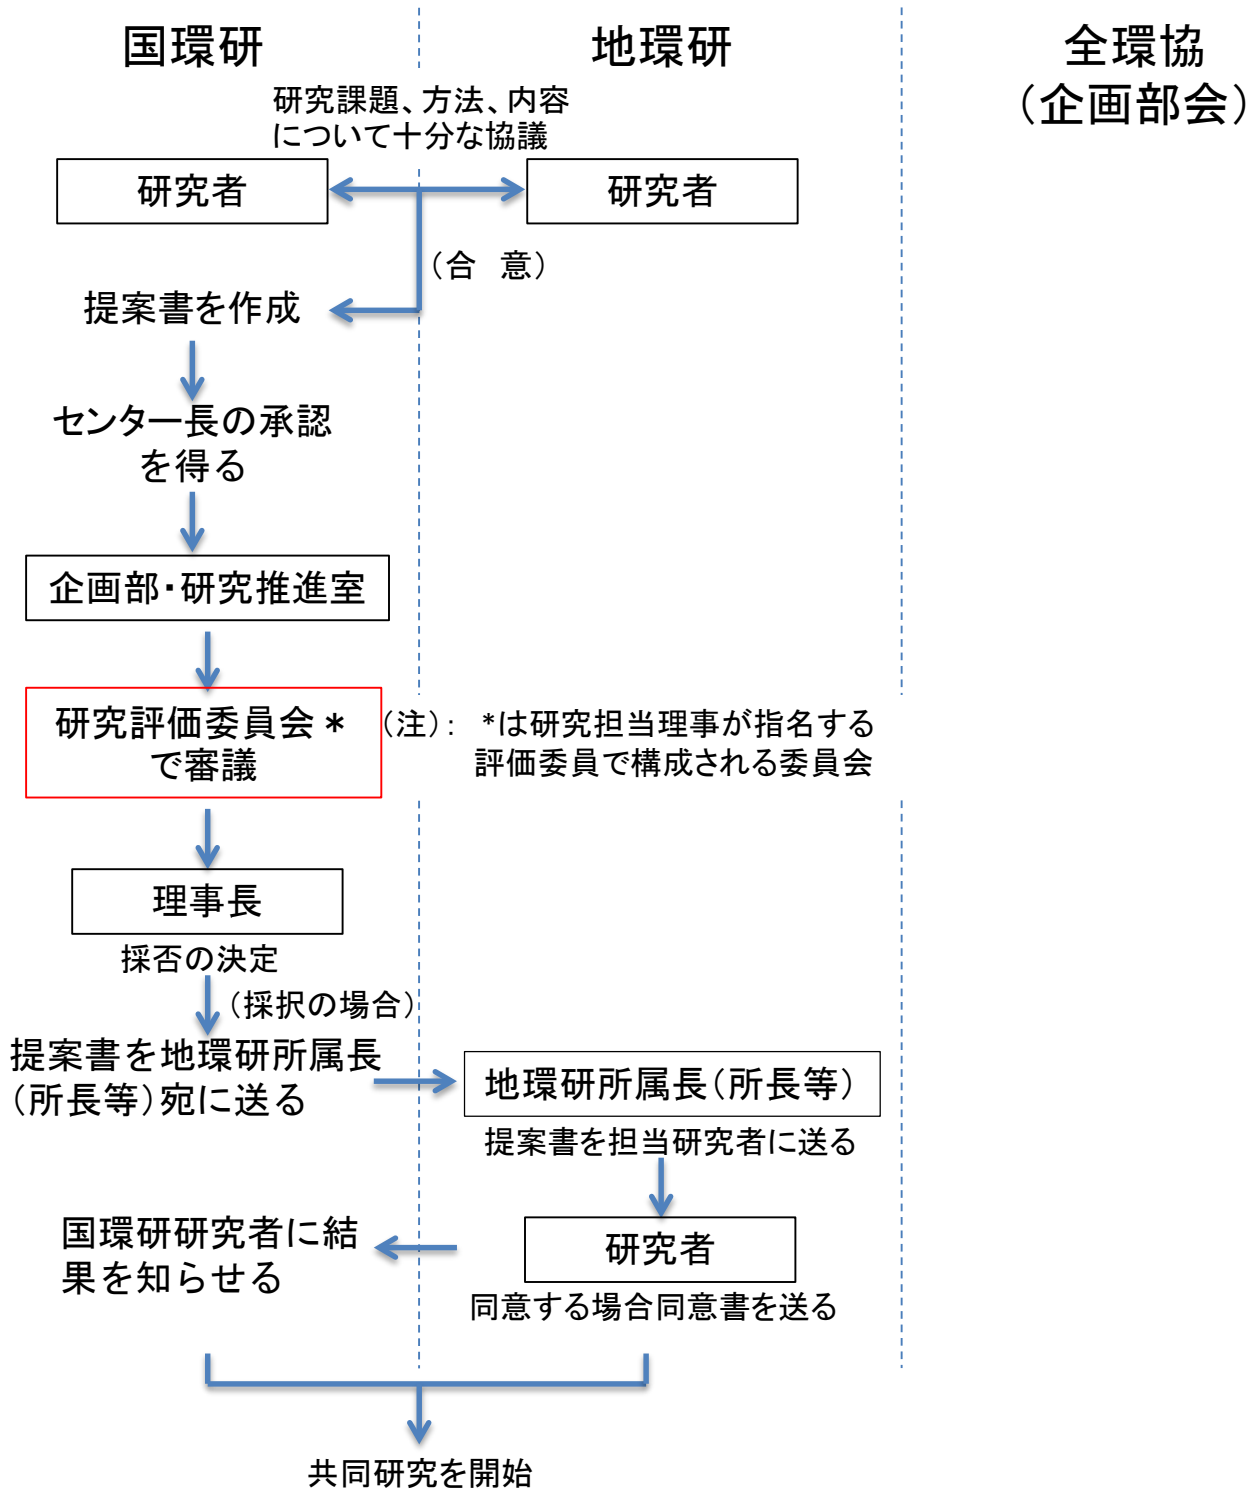 国環研
地環研
全環協
（企画部会）
研究課題、方法、内容
について十分な協議
研究者
研究者
（合　意）
提案書を作成
センター長の承認
を得る
企画部・研究推進室
研究評価委員会＊
で審議
（注）：　*は研究担当理事が指名する
評価委員で構成される委員会
理事長
採否の決定
（採択の場合）
提案書を地環研所属長
（所長等）宛に送る
地環研所属長（所長等）
提案書を担当研究者に送る
国環研研究者に結
果を知らせる
研究者
同意する場合同意書を送る
共同研究を開始